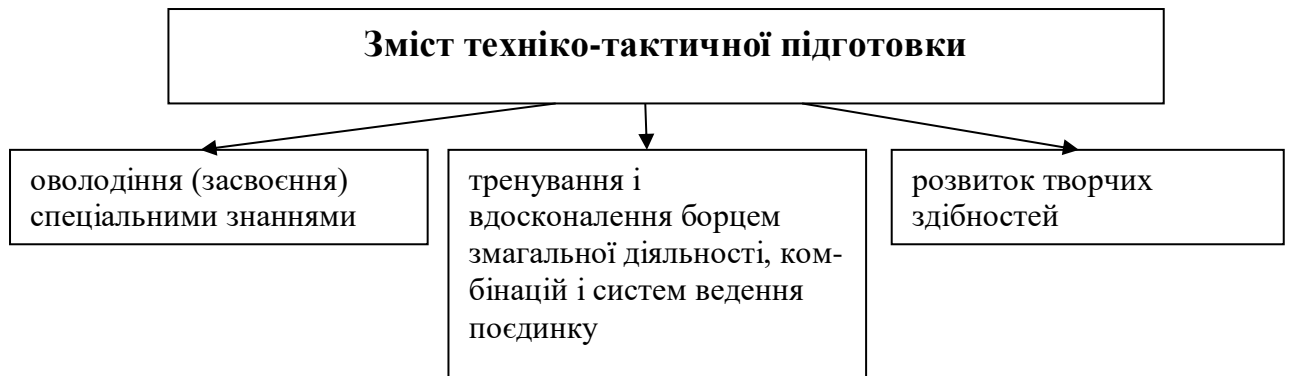 Зміст техніко-тактичної підготовки
оволодіння (засвоєння)
спеціальними знаннями
тренування і
вдосконалення борцем
змагальної діяльності, ком-
бінацій і систем ведення
поєдинку
розвиток творчих
здібностей